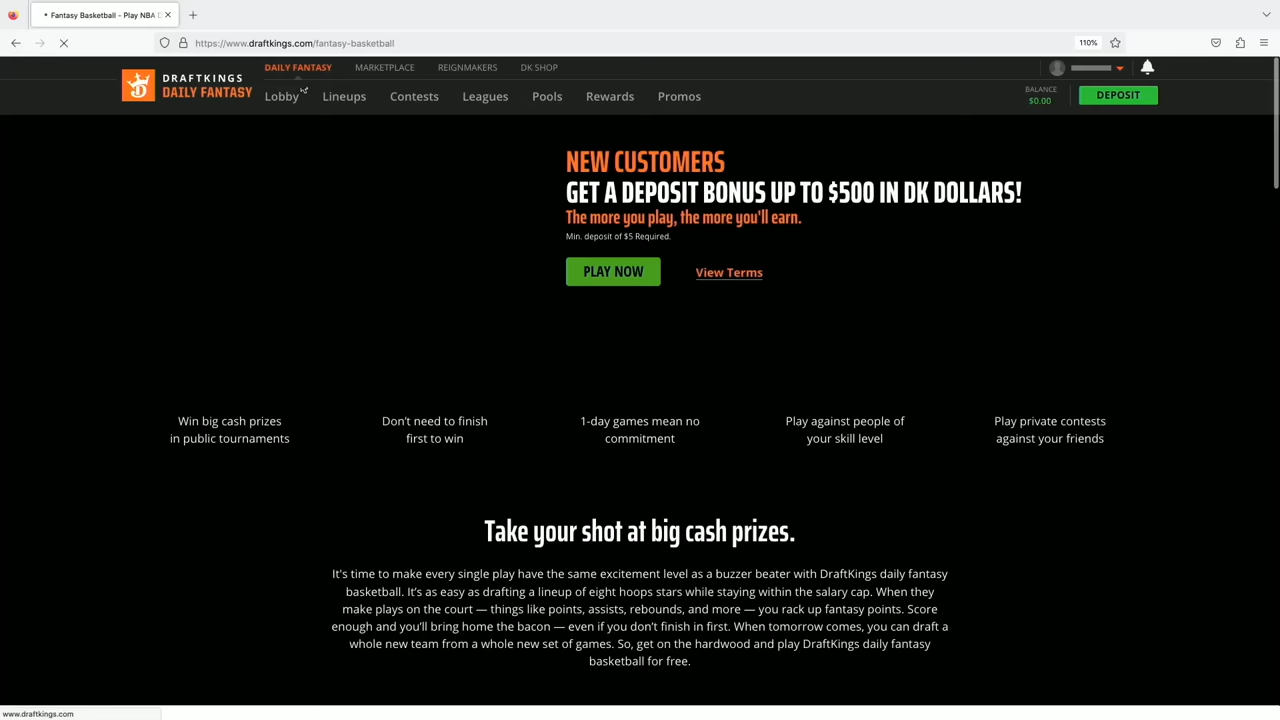 Fantasy Basketball - Play NBA D
https://www.draftkings.com/fantasy-basketball
110%
DRAFTKINGS
DAILY FANTASY
DAILY FANTASY
MARKETPLACE
REIGNMAKERS
DK SHOP
Lobby
Lineups
Contests
Leagues
Pools
Rewards
Promos
BALANCE
$0.00
DEPOSIT
NEW CUSTOMERS
GET A DEPOSIT BONUS UP TO $500 IN DK DOLLARS!
The more you play, the more you'll earn.
Min. deposit of $5 Required.
PLAY NOW
View Terms
Win big cash prizes
in public tournaments
Don't need to finish
first to win
1-day games mean no
commitment
Play against people of
your skill level
Play private contests
against your friends
Take your shot at big cash prizes.
It's time to make every single play have the same excitement level as a buzzer beater with DraftKings daily fantasy
basketball. It's as easy as drafting a lineup of eight hoops stars while staying within the salary cap. When they
make plays on the court — things like points, assists, rebounds, and more — you rack up fantasy points. Score
enough and you'll bring home the bacon — even if you don't finish in first. When tomorrow comes, you can draft a
whole new team from a whole new set of games. So, get on the hardwood and play DraftKings daily fantasy
basketball for free.
www.draftkings.com